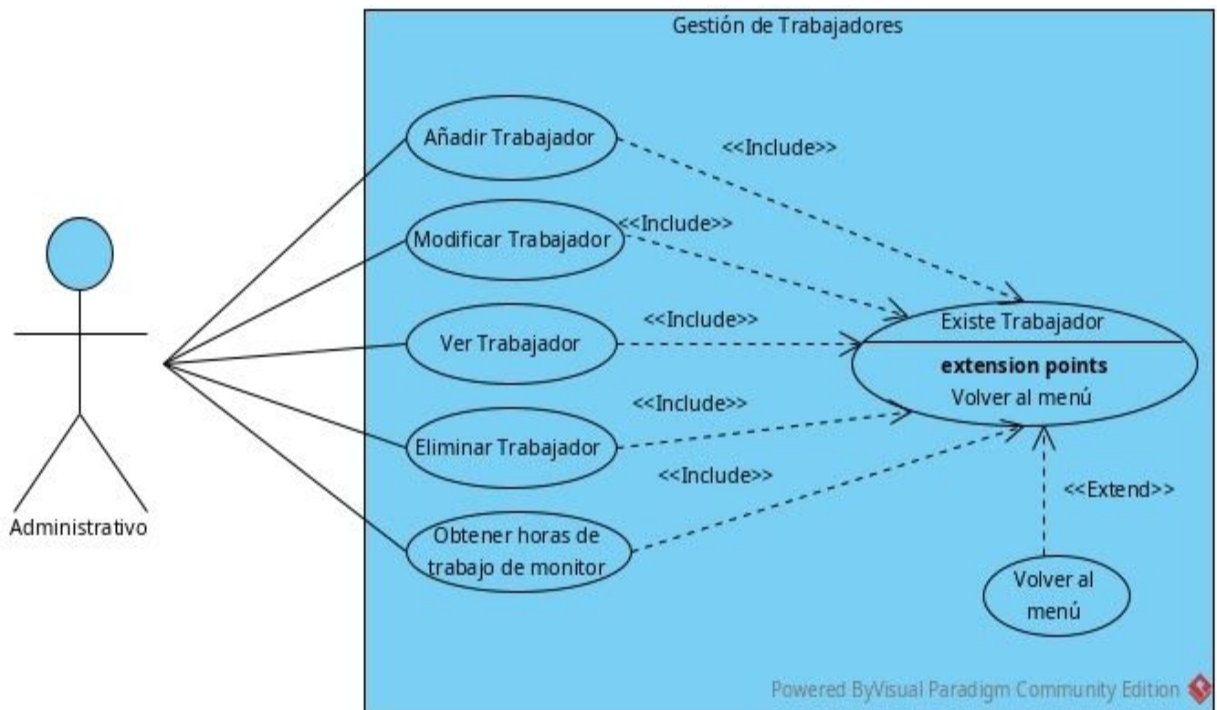 Gestión de Trabajadores
Añadir Trabajador
<<Include>>
Modificar Trabajador
<<Include>>
Ver Trabajador
<<Include>>
Existe Trabajador
extension points
Volver al menú
Eliminar Trabajador
<<Include>>
Obtener horas de
trabajo de monitor
<<Include>>
<<Extend>>
Volver al
menú
Administrativo
Powered ByVisual Paradigm Community Edition